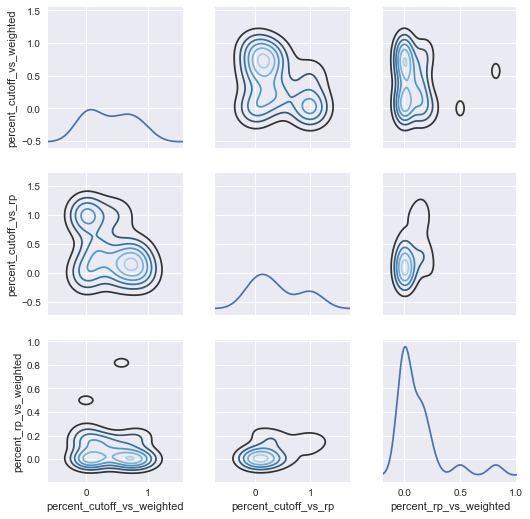 percent_cutoff_vs_weighted
1.5
1.0
0.5
0.0
−0.5
percent_cutoff_vs_rp
1.5
1.0
0.5
0.0
−0.5
percent_rp_vs_weighted
1.0
0.8
0.6
0.4
0.2
0.0
0 1
0 1
0.0 0.5 1.0
percent_cutoff_vs_weighted
percent_cutoff_vs_rp
percent_rp_vs_weighted